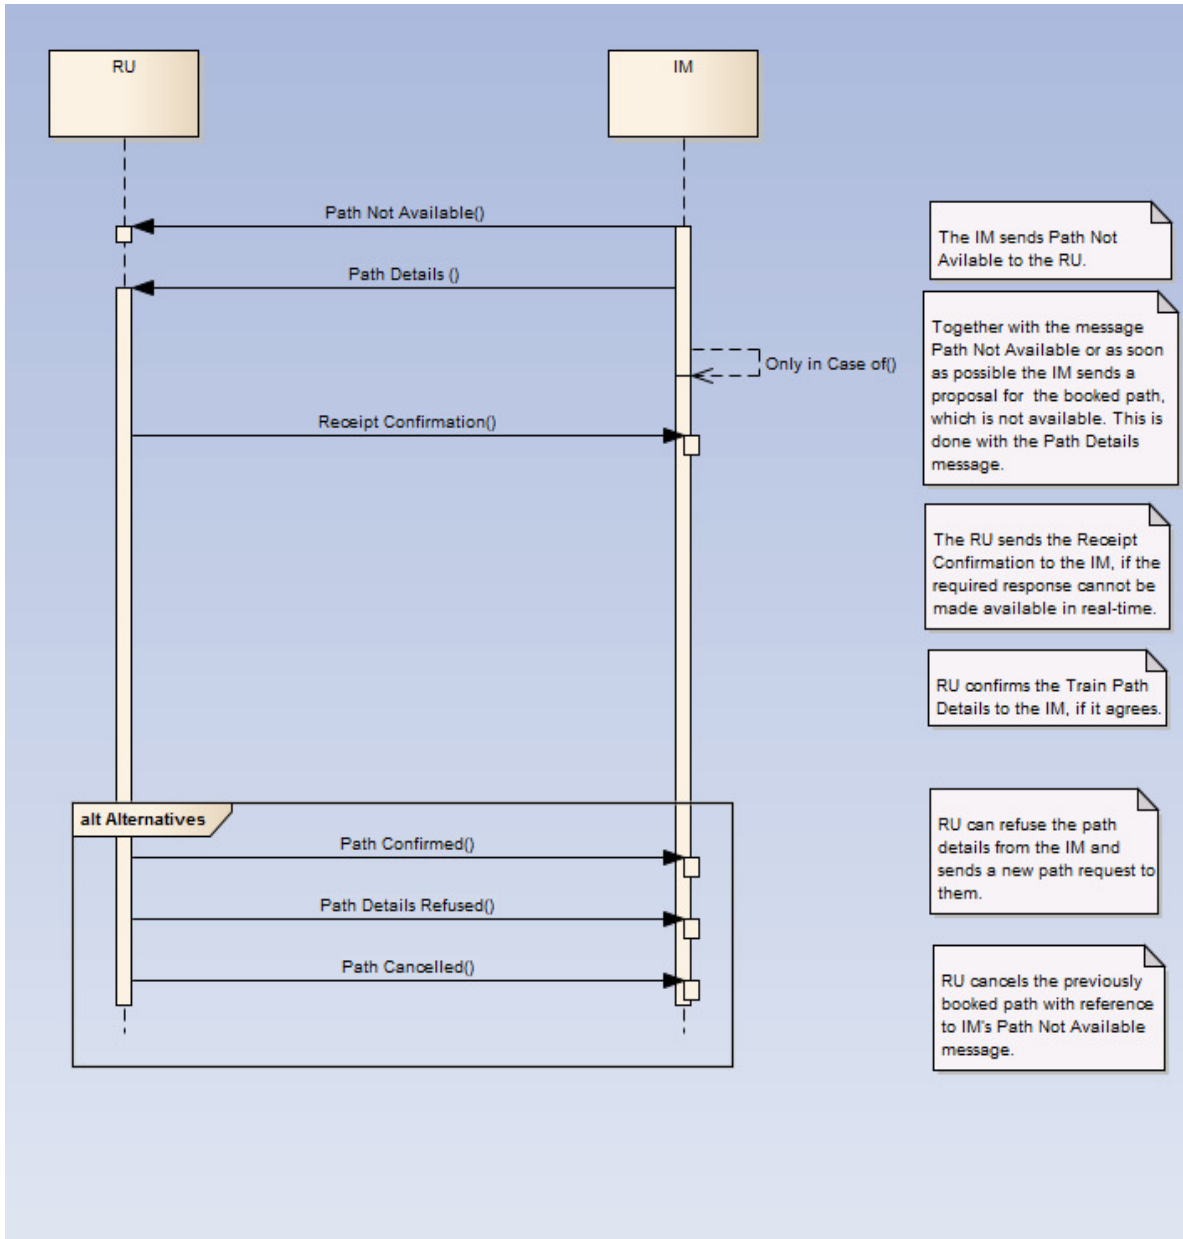 RU
IM
Path Not Available()
Path Details ()
Only in Case of()
Receipt Confirmation()
alt Alternatives
Path Confirmed()
Path Details Refused()
Path Cancelled()
The IM sends Path Not
Avilable to the RU.
Together with the message
Path Not Available or as soon
as possible the IM sends a
proposal for  the booked path,
which is not available. This is
done with the Path Details
message.
The RU sends the Receipt
Confirmation to the IM, if the
required response cannot be
made available in real-time.
RU confirms the Train Path
Details to the IM, if it agrees.
RU can refuse the path
details from the IM and
sends a new path request to
them.
RU cancels the previously
booked path with reference
to IM's Path Not Available
message.